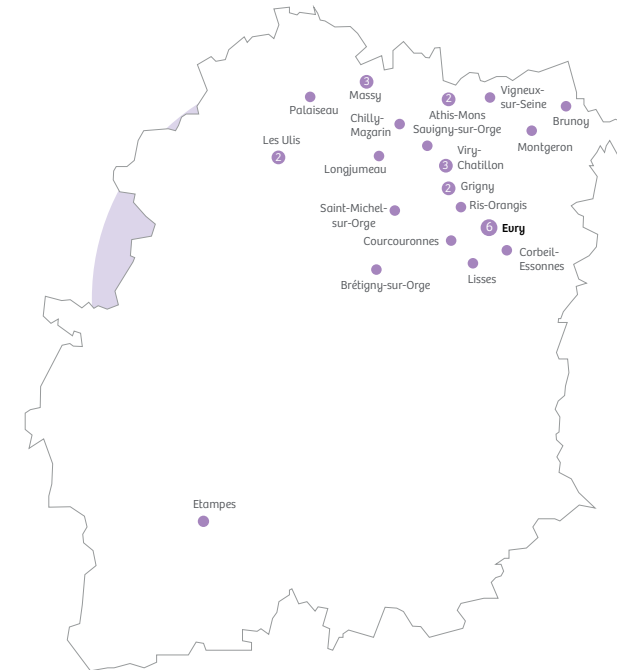 3
Massy
Palaiseau
2
Athis-Mons
Vigneux-
sur-Seine
Brunoy
Chilly-
Mazarin
Savigny-sur-Orge
Montgeron
Les Ulis
2
Longjumeau
3
Viry-
Chatillon
2
Grigny
Saint-Michel-
sur-Orge
Ris-Orangis
6
Evry
Courcouronnes
Corbeil-
Essonnes
Lisses
Brétigny-sur-Orge
Etampes